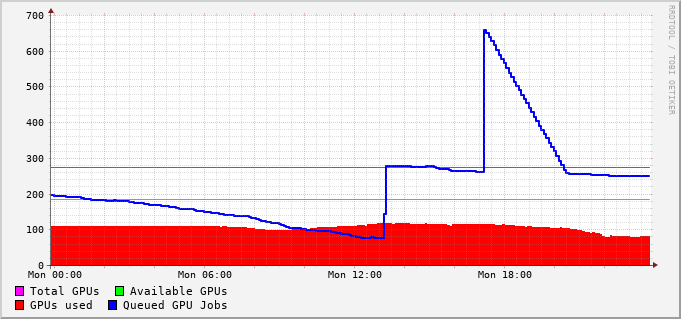 700
600
500
400
300
200
100
0
Mon 00:00 Mon 06:00 Mon 12:00 Mon 18:00
Total GPUs Available GPUs
GPUs used Queued GPU Jobs
RRDTOOL / TOBI OETIKER